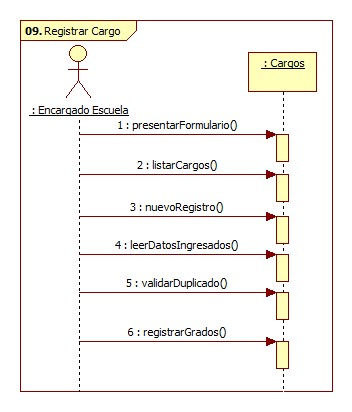 09. Registrar Cargo
: Encargado Escuela
: Cargos
1 : presentarFormulario()
2 : listarCargos()
3 : nuevoRegistro()
4 : leerDatosIngresados()
5 : validarDuplicado()
6 : registrarGrados()